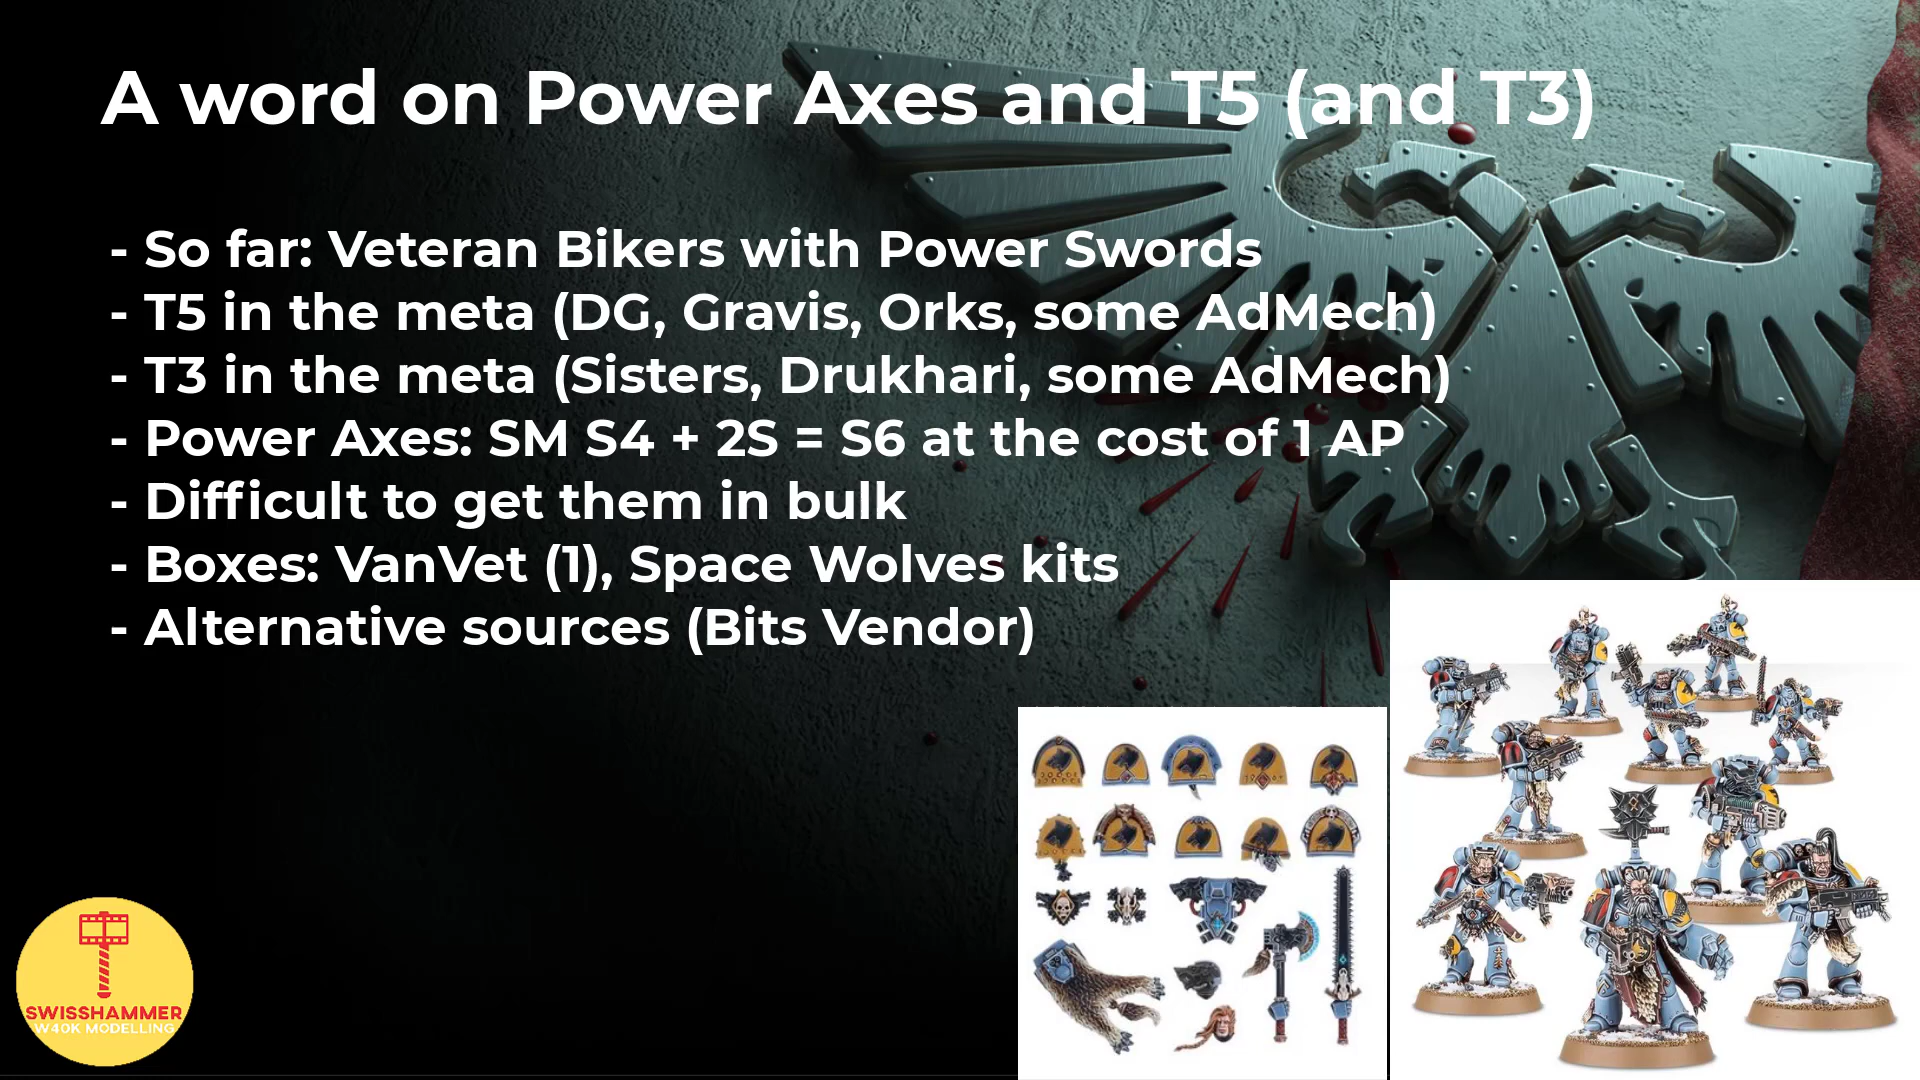 A word on Power Axes and T5 (and T3)
- So far: Veteran Bikers with Power Swords
- T5 in the meta (DG, Gravis, Orks, some AdMech)
- T3 in the meta (Sisters, Drukhari, some AdMech)
- Power Axes: SM S4 + 2S = S6 at the cost of 1 AP
- Difficult to get them in bulk
- Boxes: VanVet (1), Space Wolves kits
- Alternative sources (Bits Vendor)
SWISSHAMMER
W40K MODELLING